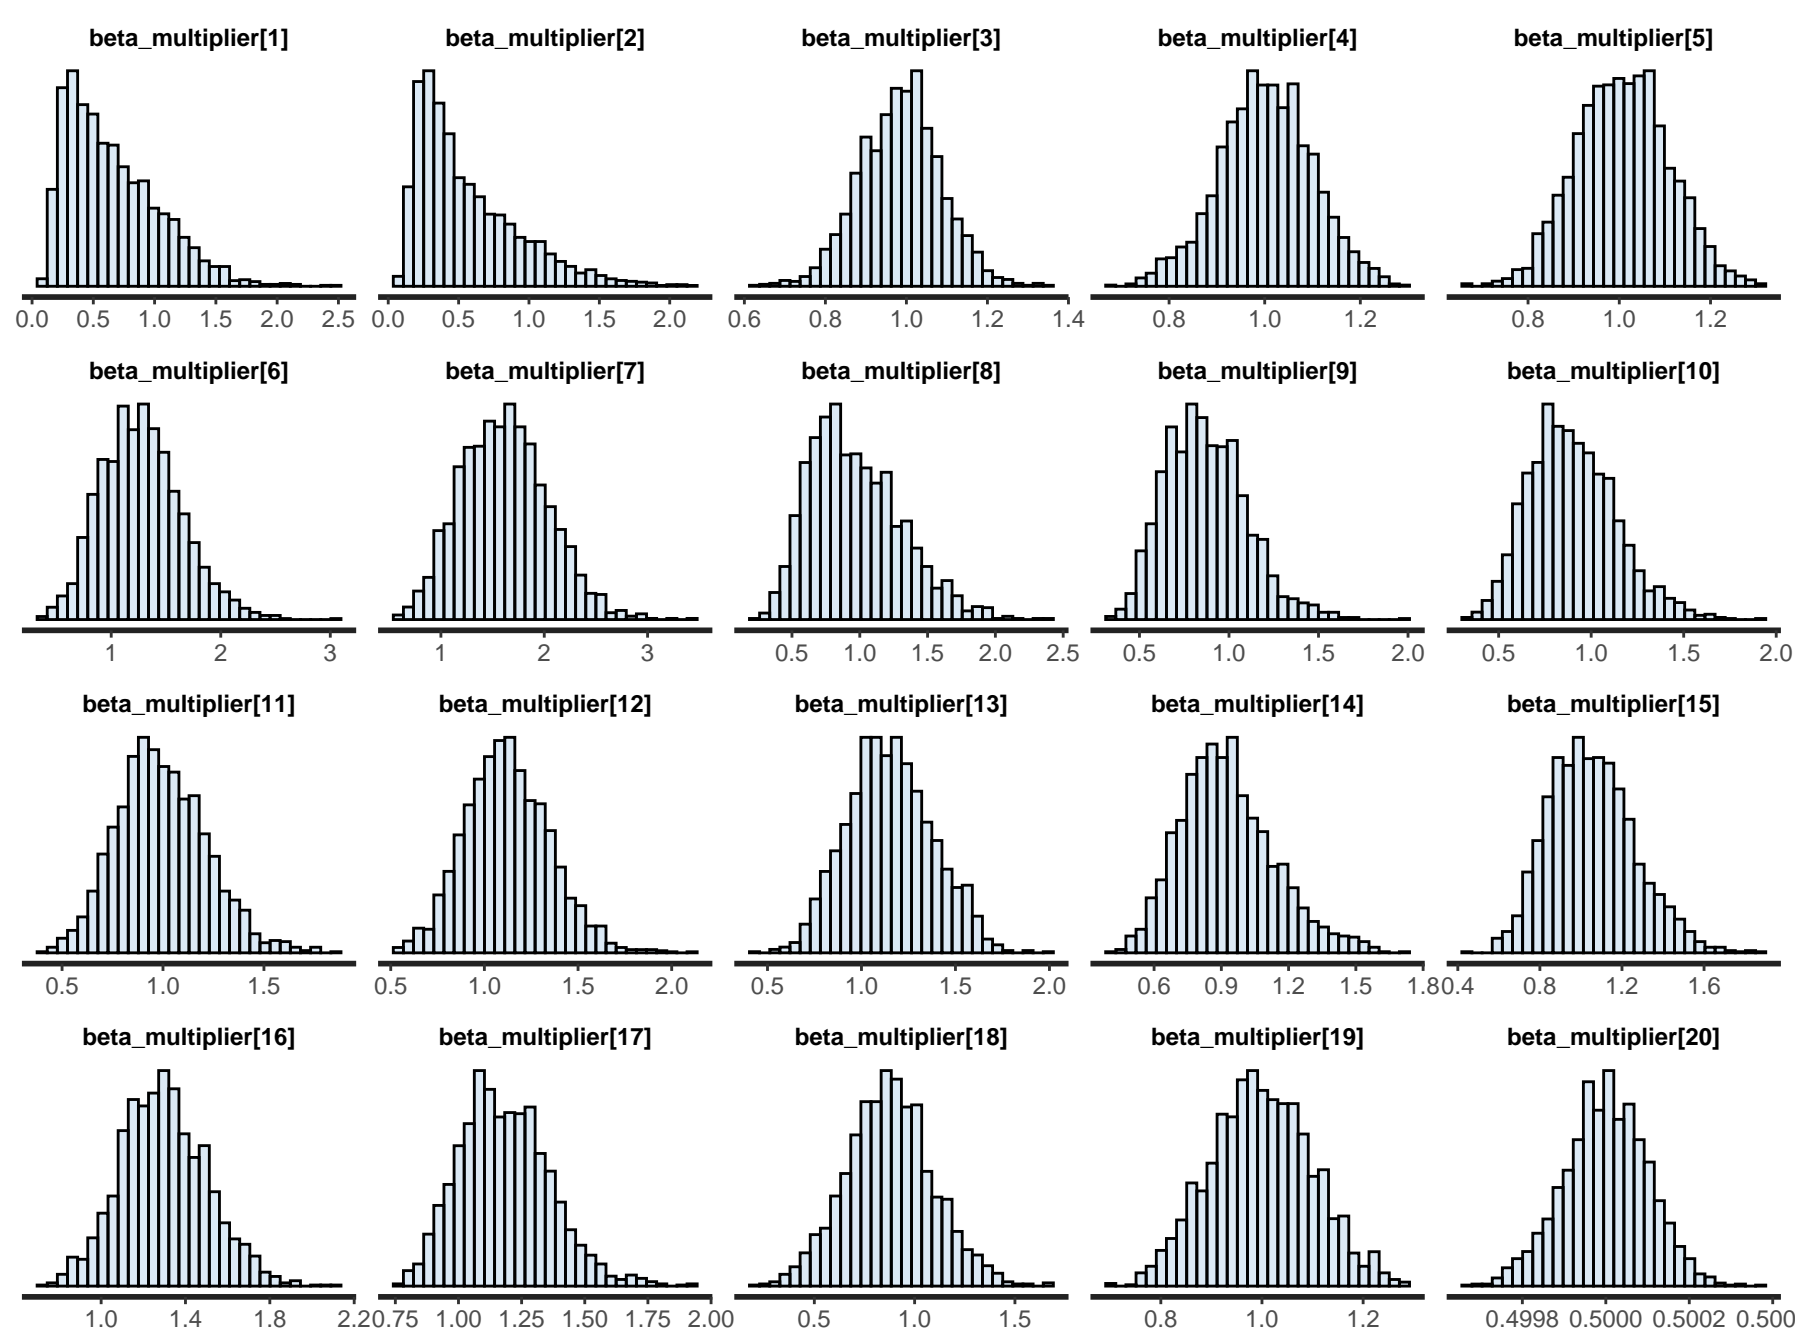 beta_multiplier[1] beta_multiplier[2] beta_multiplier[3] beta_multiplier[4] beta_multiplier[5]
0.0 0.5 1.0 1.5 2.0 2.5 0.0 0.5 1.0 1.5 2.0 0.6 0.8 1.0 1.2 1.4 0.8 1.0 1.2 0.8 1.0 1.2
beta_multiplier[6] beta_multiplier[7] beta_multiplier[8] beta_multiplier[9] beta_multiplier[10]
1 2 3 1 2 3 0.5 1.0 1.5 2.0 2.5 0.5 1.0 1.5 2.0 0.5 1.0 1.5 2.0
beta_multiplier[11] beta_multiplier[12] beta_multiplier[13] beta_multiplier[14] beta_multiplier[15]
0.5 1.0 1.5 0.5 1.0 1.5 2.0 0.5 1.0 1.5 2.0 0.6 0.9 1.2 1.5 1.8 0.4 0.8 1.2 1.6
beta_multiplier[16] beta_multiplier[17] beta_multiplier[18] beta_multiplier[19] beta_multiplier[20]
1.0 1.4 1.8 2.2 0.75 1.00 1.25 1.50 1.75 2.00 0.5 1.0 1.5 0.8 1.0 1.2 0.4998 0.5000 0.5002 0.500